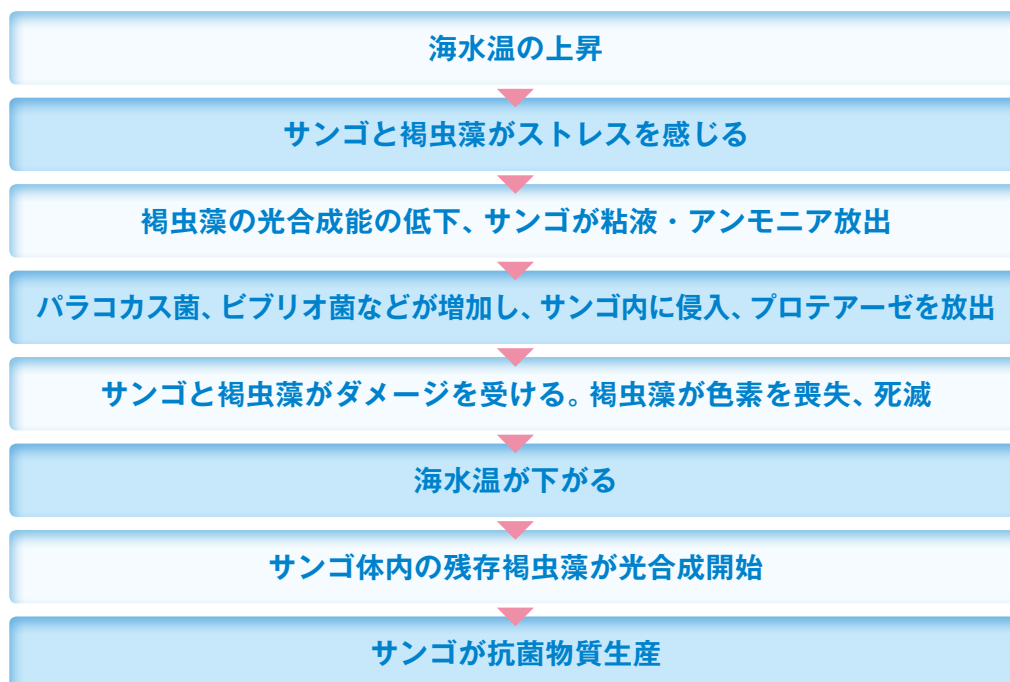 海水温の上昇
サンゴと褐虫藻がストレスを感じる
褐虫藻の光合成能の低下、サンゴが粘液・アンモニア放出
パラコカス菌、ビブリオ菌などが増加し、サンゴ内に侵入、プロテアーゼを放出
サンゴと褐虫藻がダメージを受ける。褐虫藻が色素を喪失、死滅
海水温が下がる
サンゴ体内の残存褐虫藻が光合成開始
サンゴが抗菌物質生産